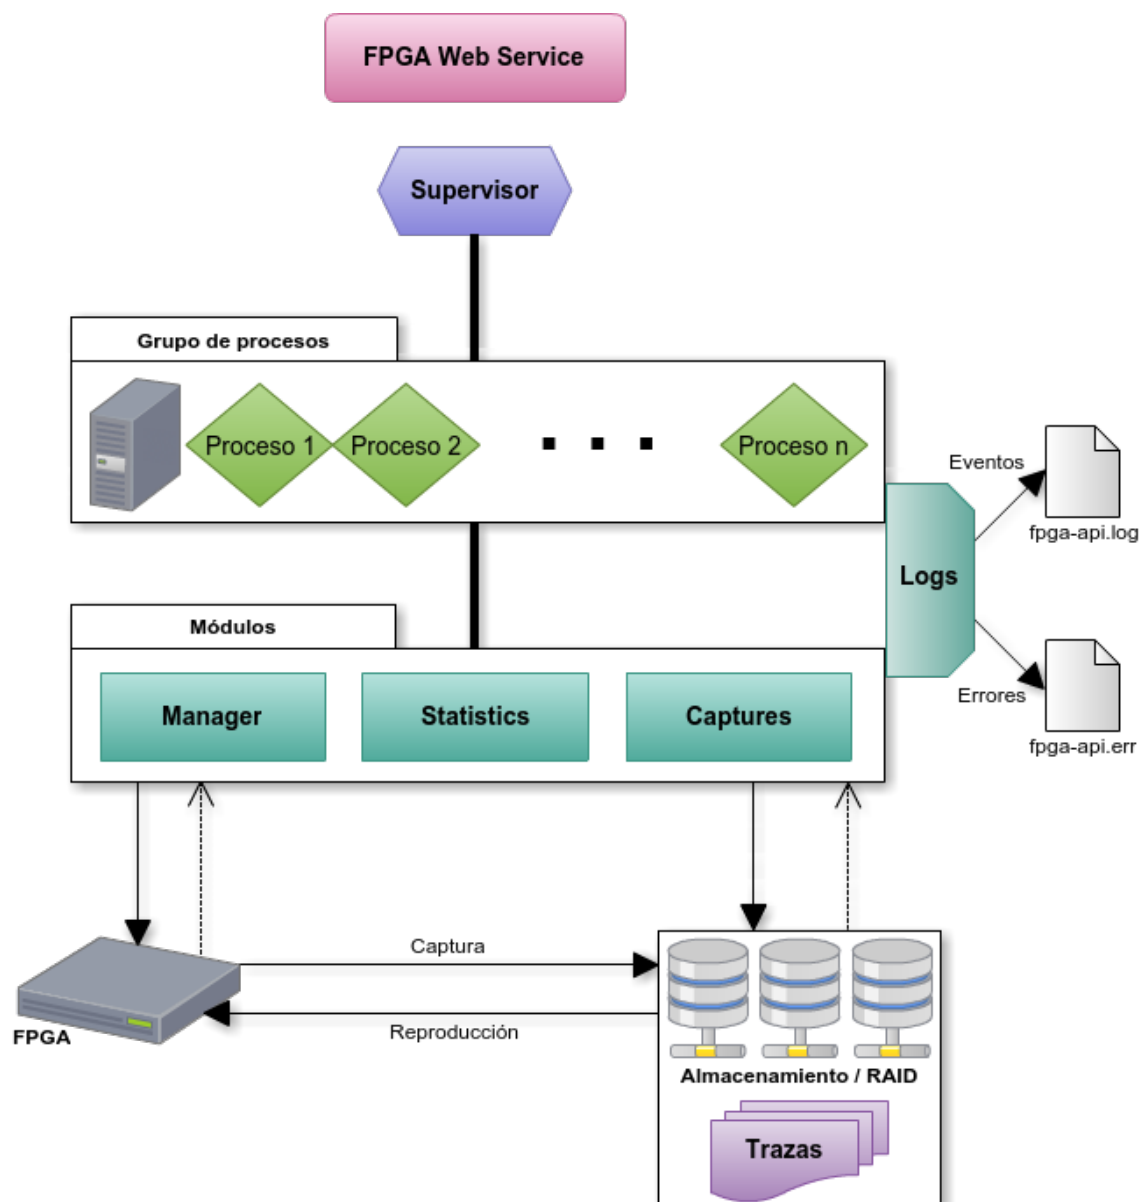 FPGA Web Service
Supervisor
Grupo de procesos
Proceso 1
Proceso 2
Proceso n
Eventos
fpga-api.log
Logs
Módulos
Manager
Statistics
Captures
Errores
fpga-api.err
Captura
FPGA
Reproducción
Almacenamiento / RAID
Trazas